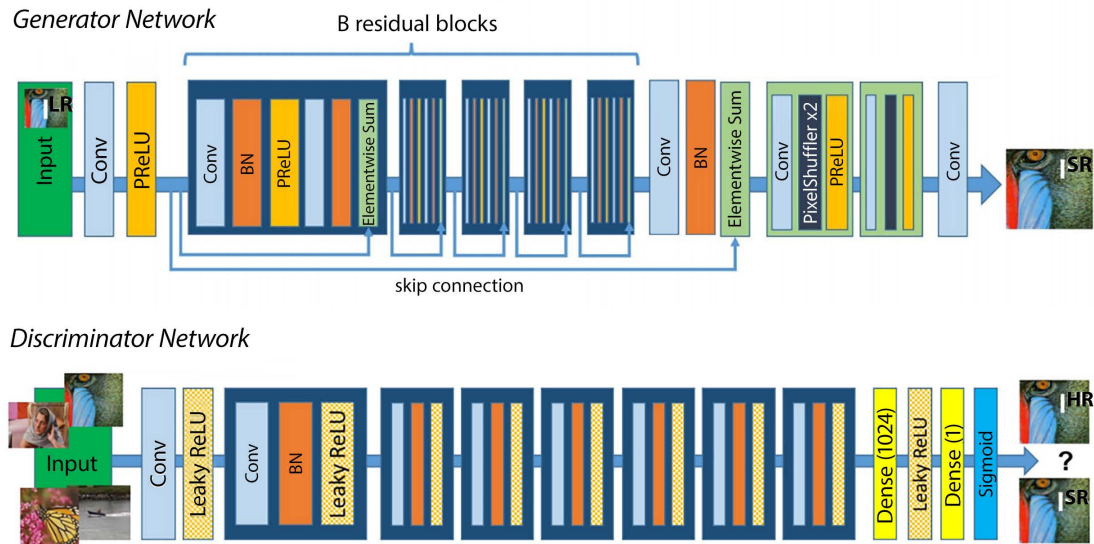 Generator Network
B residual blocks
LR
Input
Conv
PReLU
Conv
BN
PReLU
Elementwise Sum
Conv
BN
Elementwise Sum
Conv
PixelShuffler x2
PReLU
Conv
SR
skip connection
Discriminator Network
Input
Conv
Leaky ReLU
Conv
BN
Leaky ReLU
Dense (1024)
Leaky ReLU
Dense (1)
Sigmoid
HR
?
SR